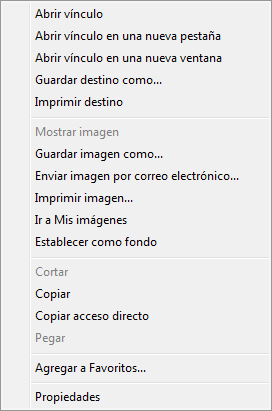 Abrir vínculo
Abrir vínculo en una nueva pestaña
Abrir vínculo en una nueva ventana
Guardar destino como...
Imprimir destino
Mostrar imagen
Guardar imagen como...
Enviar imagen por correo electrónico...
Imprimir imagen...
Ir a Mis imágenes
Establecer como fondo
Cortar
Copiar
Copiar acceso directo
Pegar
Agregar a Favoritos...
Propiedades